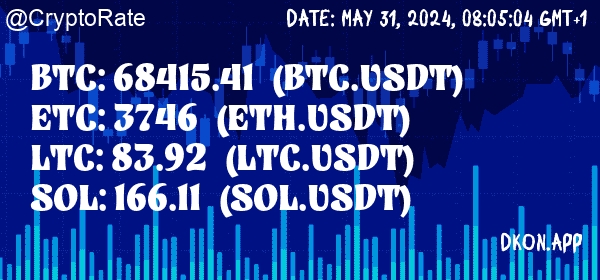 @CryptoRate
DATE: MAY 31, 2024, 08:05:04 GMT+1
BTC: 68415.41 (BTC.USDT)
ETC: 3746 (ETH.USDT)
LTC: 83.92 (LTC.USDT)
SOL: 166.11 (SOL.USDT)
DKON.APP